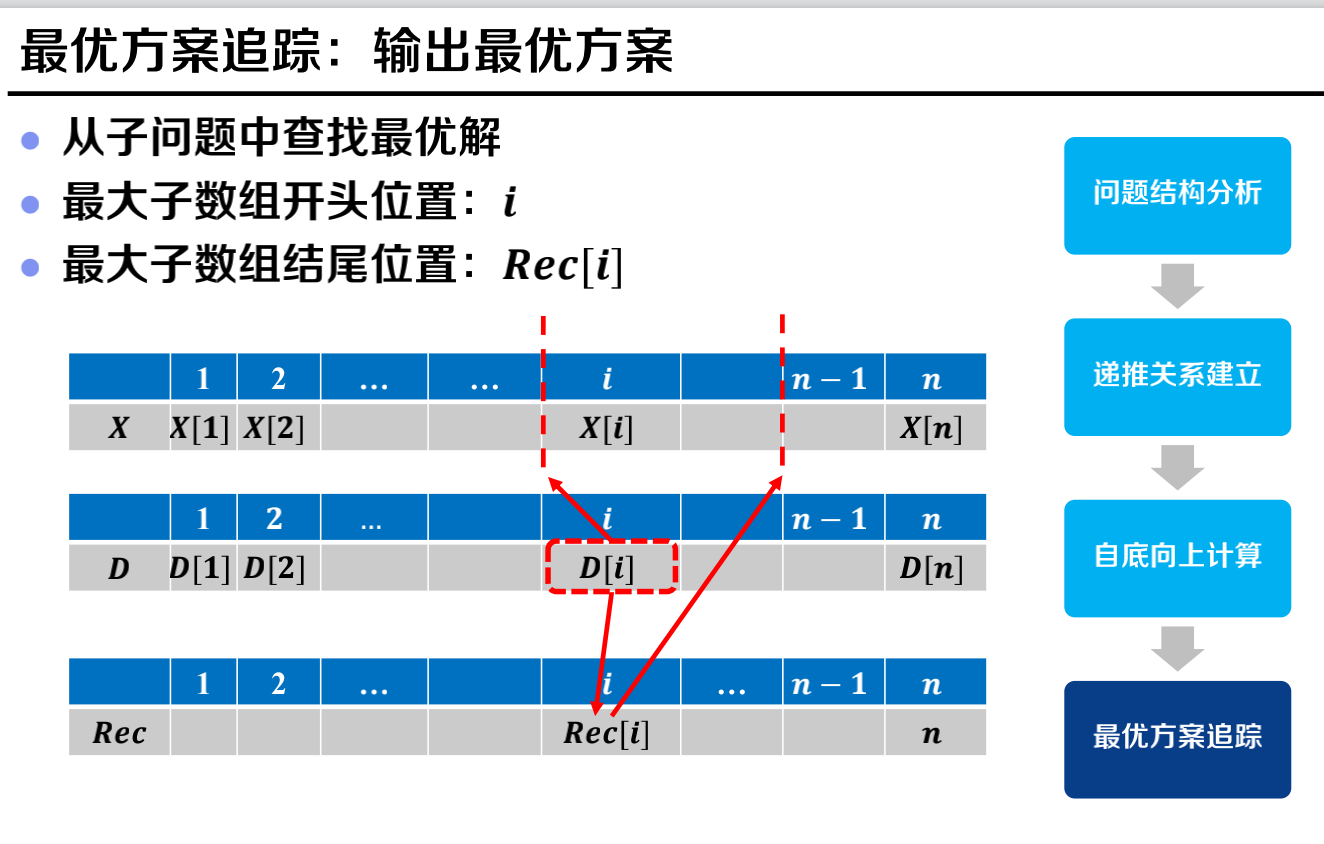 最优方案追踪：输出最优方案
从子问题中查找最优解
最大子数组开头位置：i
最大子数组结尾位置：Rec[i]
1 2 … … i n − 1 n
X X[1] X[2] X[i] X[n]
1 2 … i n − 1 n
D D[1] D[2] D[i] D[n]
1 2 … i … n − 1 n
Rec Rec[i] n
问题结构分析
递推关系建立
自底向上计算
最优方案追踪